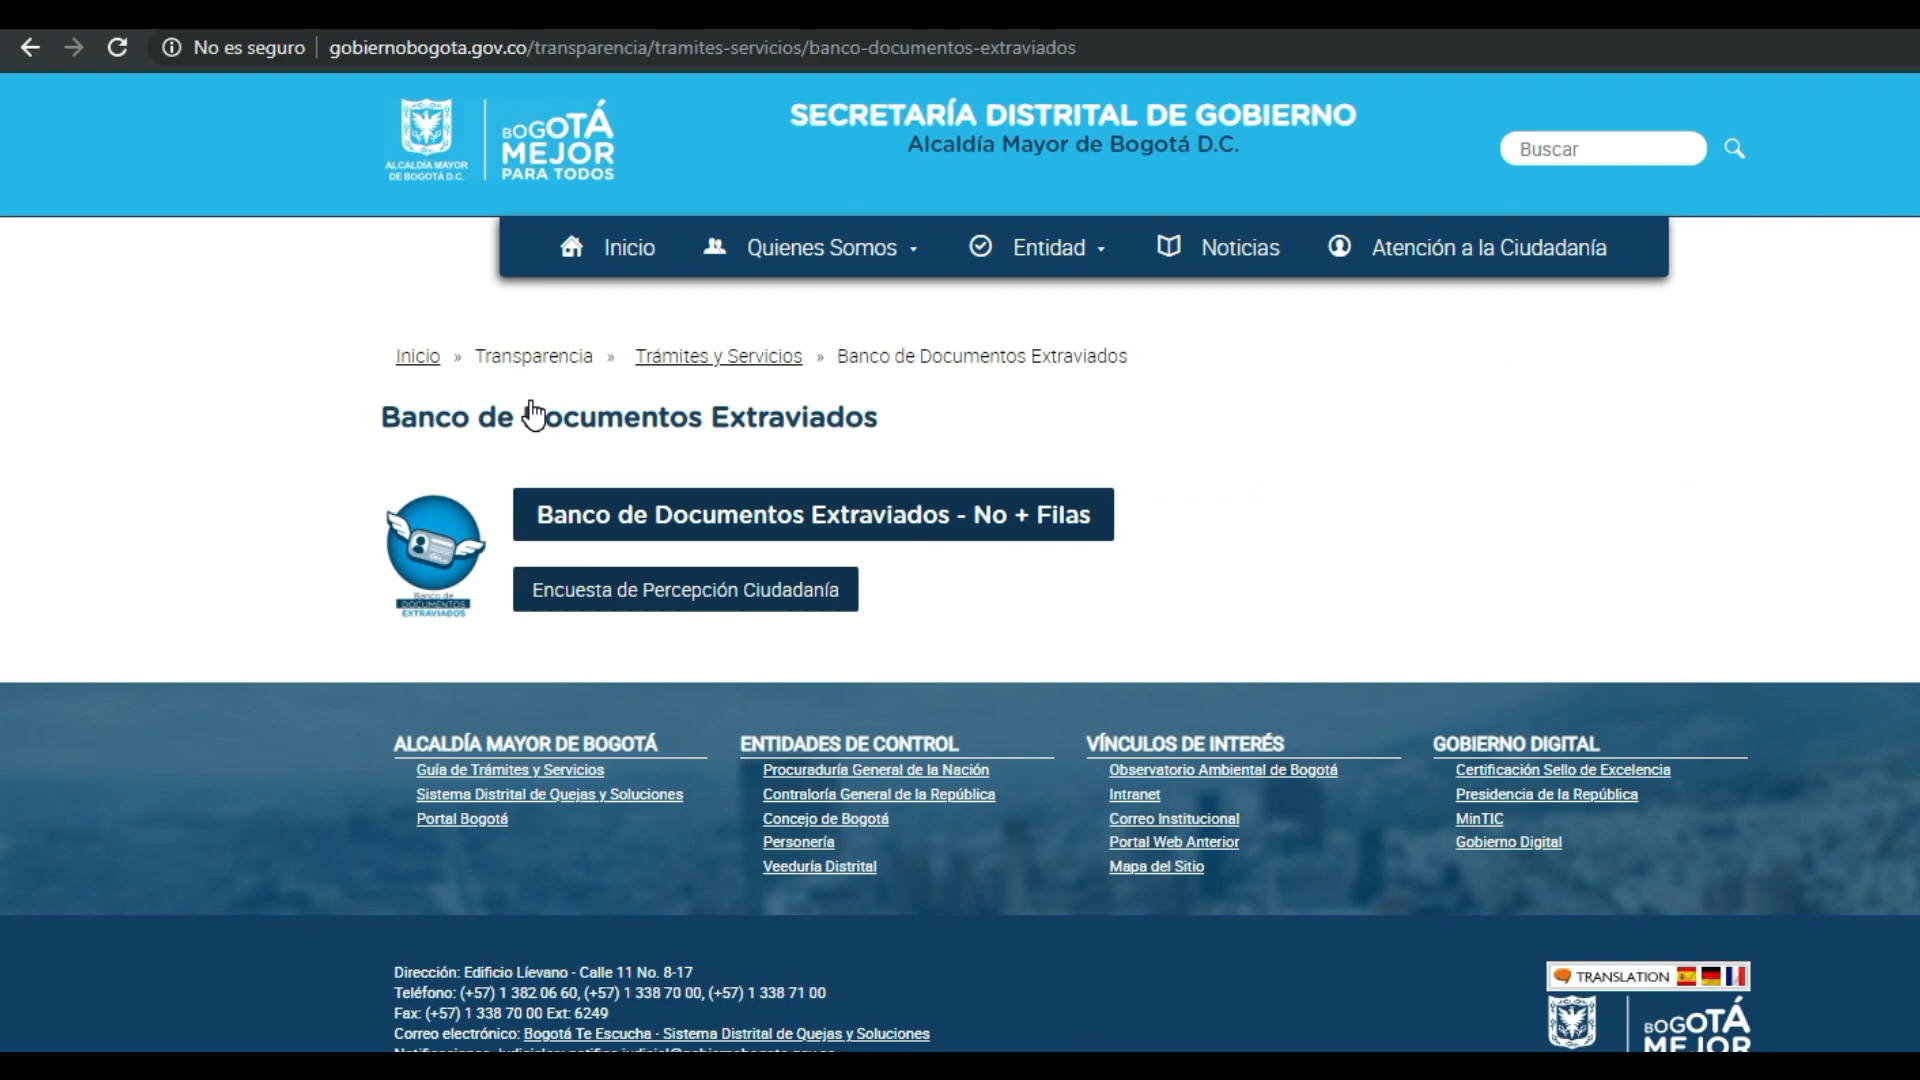 No es seguro
gobiernobogota.gov.co/transparencia/tramites-servicios/banco-documentos-extraviados
ALCALDÍA MAYOR
DE BOGOTÁ D.C.
BOGOTÁ
MEJOR
PARA TODOS
SECRETARÍA DISTRITAL DE GOBIERNO
Alcaldía Mayor de Bogotá D.C.
Buscar
Inicio
Quienes Somos
Entidad
Noticias
Atención a la Ciudadanía
Inicio » Transparencia » Trámites y Servicios » Banco de Documentos Extraviados
Banco de Documentos Extraviados
Banco de
DOCUMENTOS
EXTRAVIADOS
Banco de Documentos Extraviados - No + Filas
Encuesta de Percepción Ciudadanía
ALCALDÍA MAYOR DE BOGOTÁ
Guía de Trámites y Servicios
Sistema Distrital de Quejas y Soluciones
Portal Bogotá
ENTIDADES DE CONTROL
Procuraduría General de la Nación
Contraloría General de la República
Concejo de Bogotá
Personería
Veeduría Distrital
VÍNCULOS DE INTERÉS
Observatorio Ambiental de Bogotá
Intranet
Correo Institucional
Portal Web Anterior
Mapa del Sitio
GOBIERNO DIGITAL
Certificación Sello de Excelencia
Presidencia de la República
MinTIC
Gobierno Digital
Dirección: Edificio Líevano - Calle 11 No. 8-17
Teléfono: (+57) 1 382 06 60, (+57) 1 338 70 00, (+57) 1 338 71 00
Fax: (+57) 1 338 70 00 Ext: 6249
Correo electrónico: Bogotá Te Escucha - Sistema Distrital de Quejas y Soluciones
TRANSLATION
BOGOTÁ
MEJOR